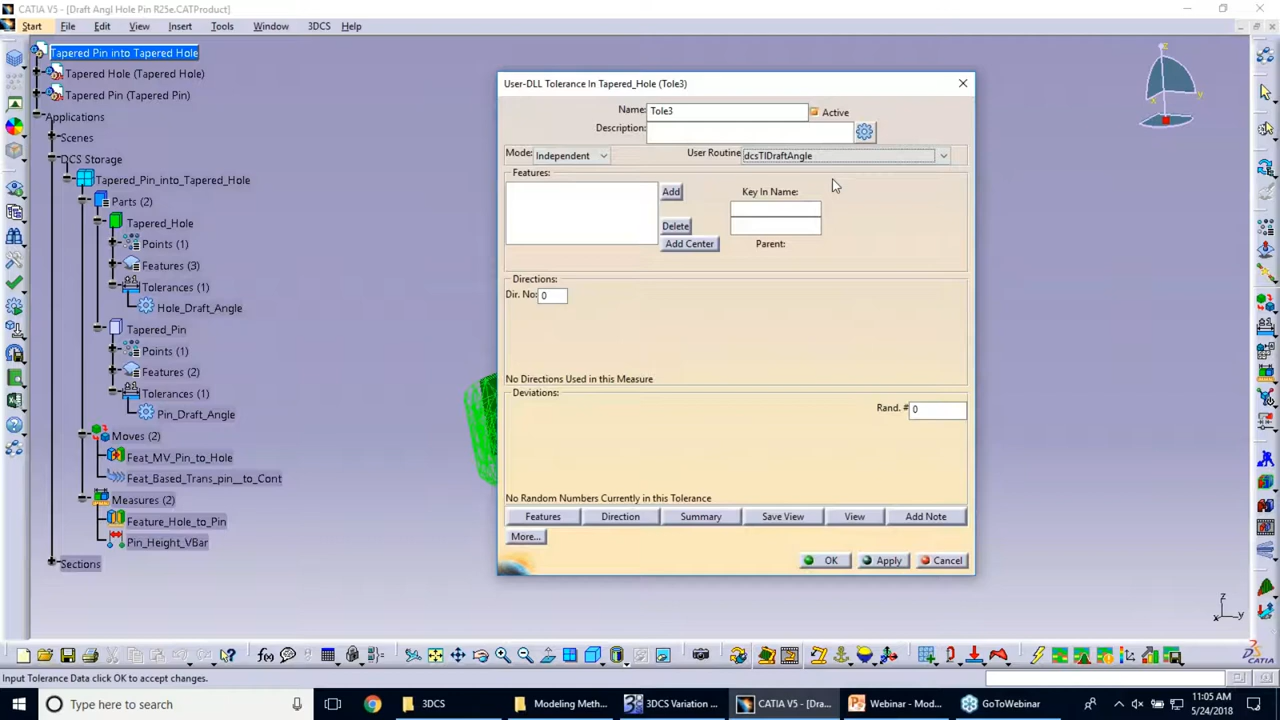 CATIA V5 - [Draft Angl Hole Pin R25e.CATProduct]
Start File Edit View Insert Tools Window 3DCS Help
Tapered Pin into Tapered Hole
Tapered Hole (Tapered Hole)
Tapered Pin (Tapered Pin)
Applications
Scenes
DCS Storage
Tapered_Pin_into_Tapered_Hole
Parts (2)
Tapered_Hole
Points (1)
Features (3)
Tolerances (1)
Hole_Draft_Angle
Tapered_Pin
Points (1)
Features (2)
Tolerances (1)
Pin_Draft_Angle
Moves (2)
Feat_MV_Pin_to_Hole
Feat_Based_Trans_pin__to_Cont
Measures (2)
Feature_Hole_to_Pin
Pin_Height_VBar
Sections
User-DLL Tolerance In Tapered_Hole (Tole3)
Name: Tole3 Active
Description:
Mode: Independent User Routine dcsTlDraftAngle
Features:
Add Key In Name:
Delete
Add Center Parent:
Directions:
Dir. No: 0
No Directions Used in this Measure
Deviations:
Rand. # 0
No Random Numbers Currently in this Tolerance
Features Direction Summary Save View View Add Note
More...
OK Apply Cancel
z
y
x
z
x y
Input Tolerance Data click OK to accept changes.
Type here to search
3DCS Modeling Meth... 3DCS Variation ... CATIA V5 - [Dra... Webinar - Mod... GoToWebinar
11:05 AM
5/24/2018